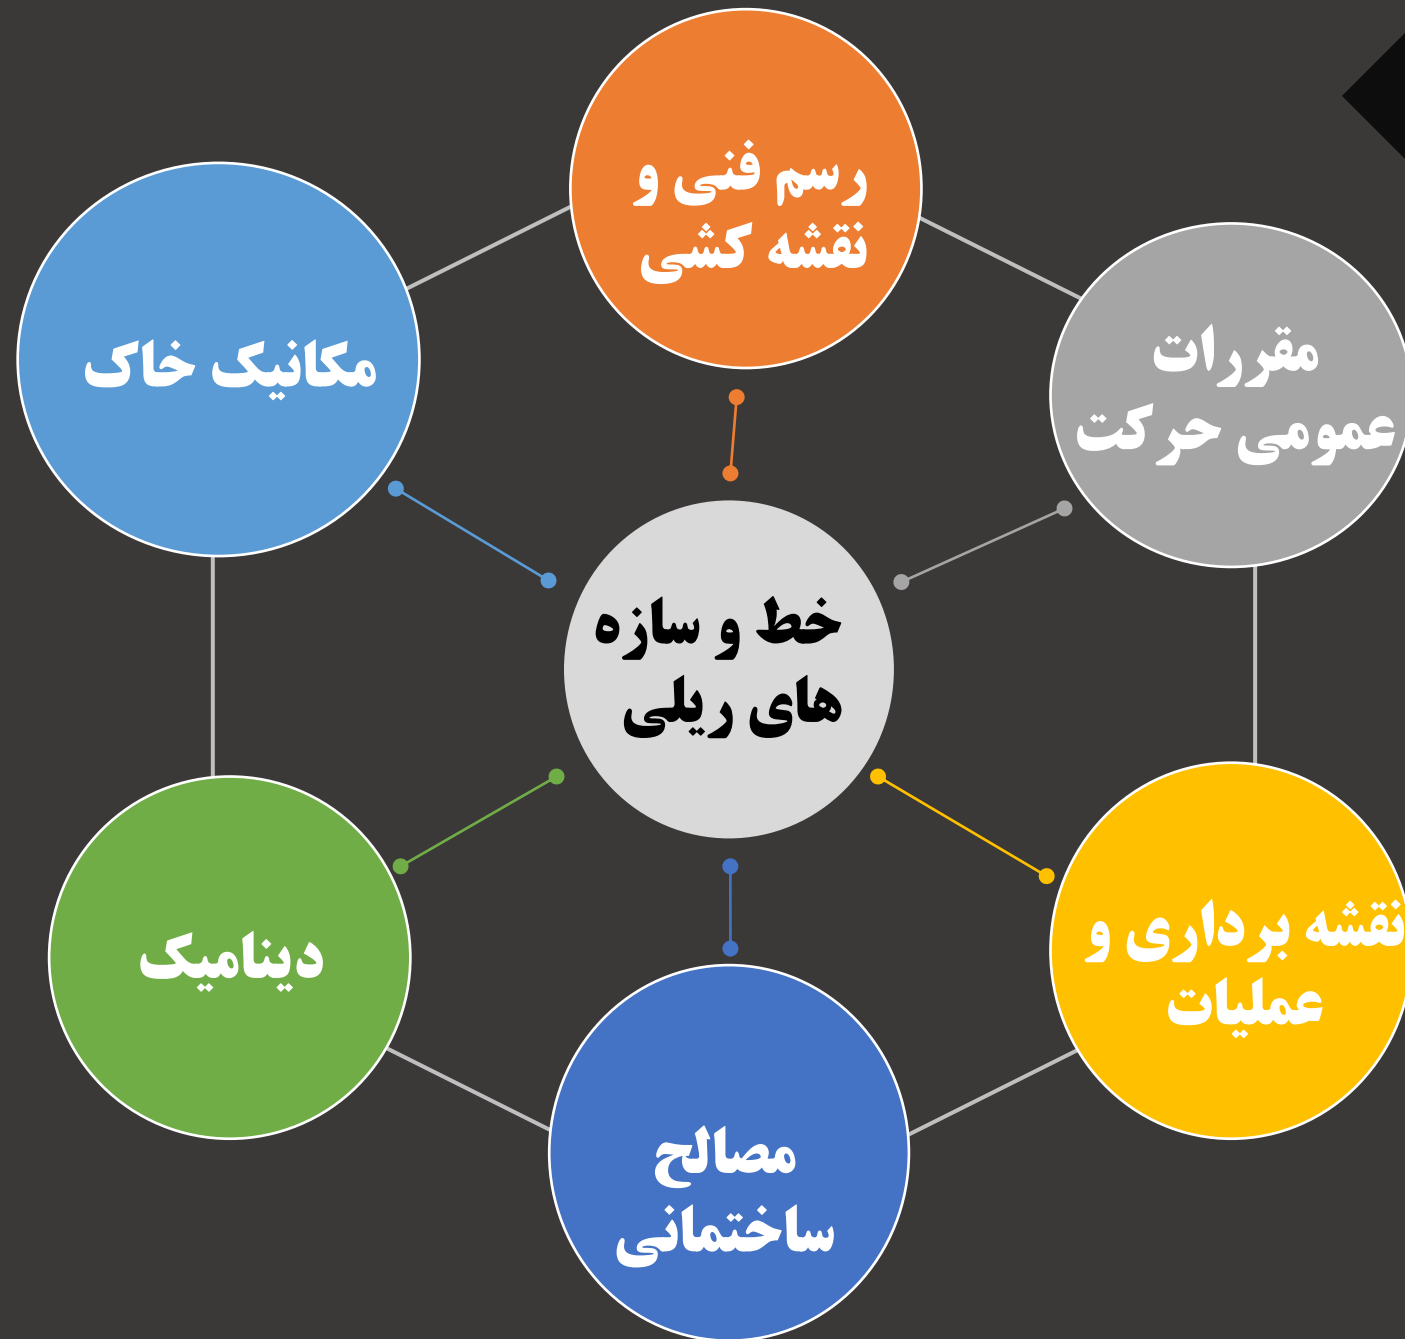 رسم فنی و
نقشه کشی
مقررات
عمومی حرکت
مکانیک خاک
خط و سازه
های ریلی
نقشه برداری و
عملیات
دینامیک
مصالح
ساختمانی